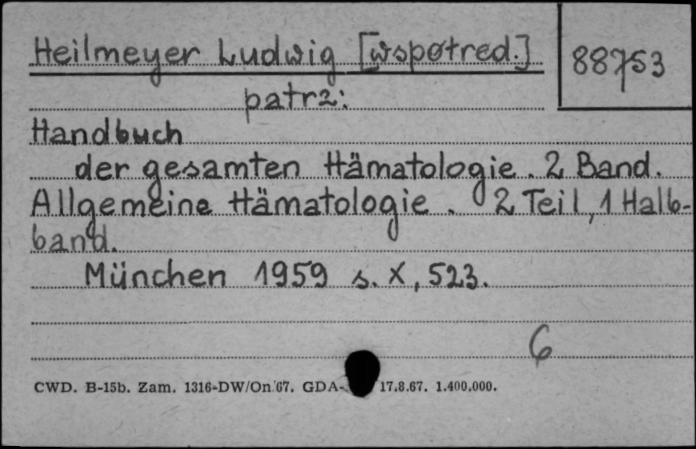 Heilmeyer Ludwig [współred.] 88753
patrz:
Handbuch
der gesamten Hämatologie. 2 Band.
Allgemeine Hämatologie. 2 Teil, 1 Halb-
band.
München 1959 s. X, 523.
6
CWD. B-15b. Zam. 1316-DW/On 67. GDA- 17.8.67. 1.400.000.